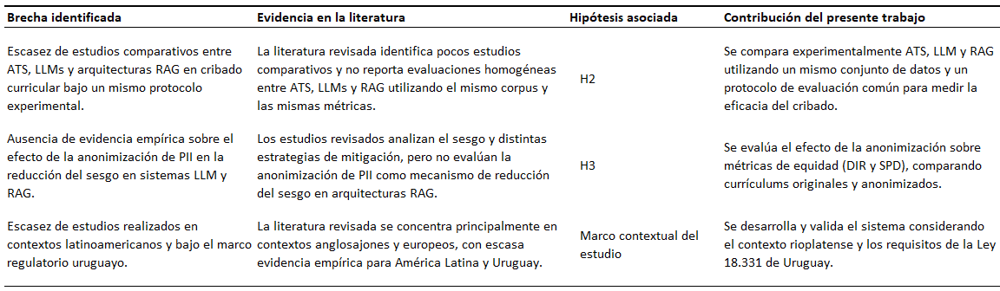 Brecha identificada
Evidencia en la literatura
Hipótesis asociada
Contribución del presente trabajo
Escasez de estudios comparativos entre
ATS, LLMs y arquitecturas RAG en cribado
curricular bajo un mismo protocolo
experimental.
La literatura revisada identifica pocos estudios
comparativos y no reporta evaluaciones homogéneas
entre ATS, LLMs y RAG utilizando el mismo corpus y
las mismas métricas.
H2
Se compara experimentalmente ATS, LLM y RAG
utilizando un mismo conjunto de datos y un
protocolo de evaluación común para medir la
eficacia del cribado.
Ausencia de evidencia empírica sobre el
efecto de la anonimización de PII en la
reducción del sesgo en sistemas LLM y
RAG.
Los estudios revisados analizan el sesgo y distintas
estrategias de mitigación, pero no evalúan la
anonimización de PII como mecanismo de reducción
del sesgo en arquitecturas RAG.
H3
Se evalúa el efecto de la anonimización sobre
métricas de equidad (DIR y SPD), comparando
currículums originales y anonimizados.
Escasez de estudios realizados en
contextos latinoamericanos y bajo el marco
regulatorio uruguayo.
La literatura revisada se concentra principalmente en
contextos anglosajones y europeos, con escasa
evidencia empírica para América Latina y Uruguay.
Marco contextual del
estudio
Se desarrolla y valida el sistema considerando
el contexto rioplatense y los requisitos de la Ley
18.331 de Uruguay.